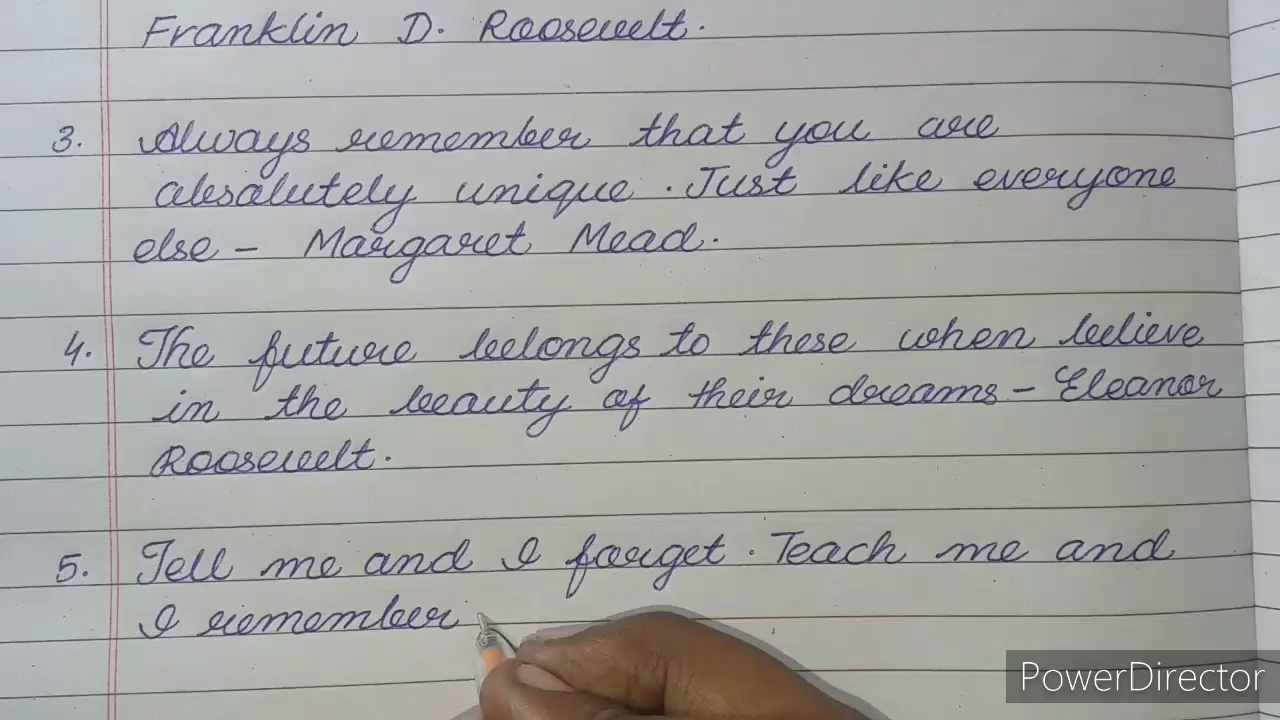 Franklin D. Roosevelt.
3. Always remember that you are
absolutely unique. Just like everyone
else - Margaret Mead.
4. The future belongs to these when believe
in the beauty of their dreams - Eleanor
Roosevelt.
5. Tell me and I forget. Teach me and
I remember
PowerDirector